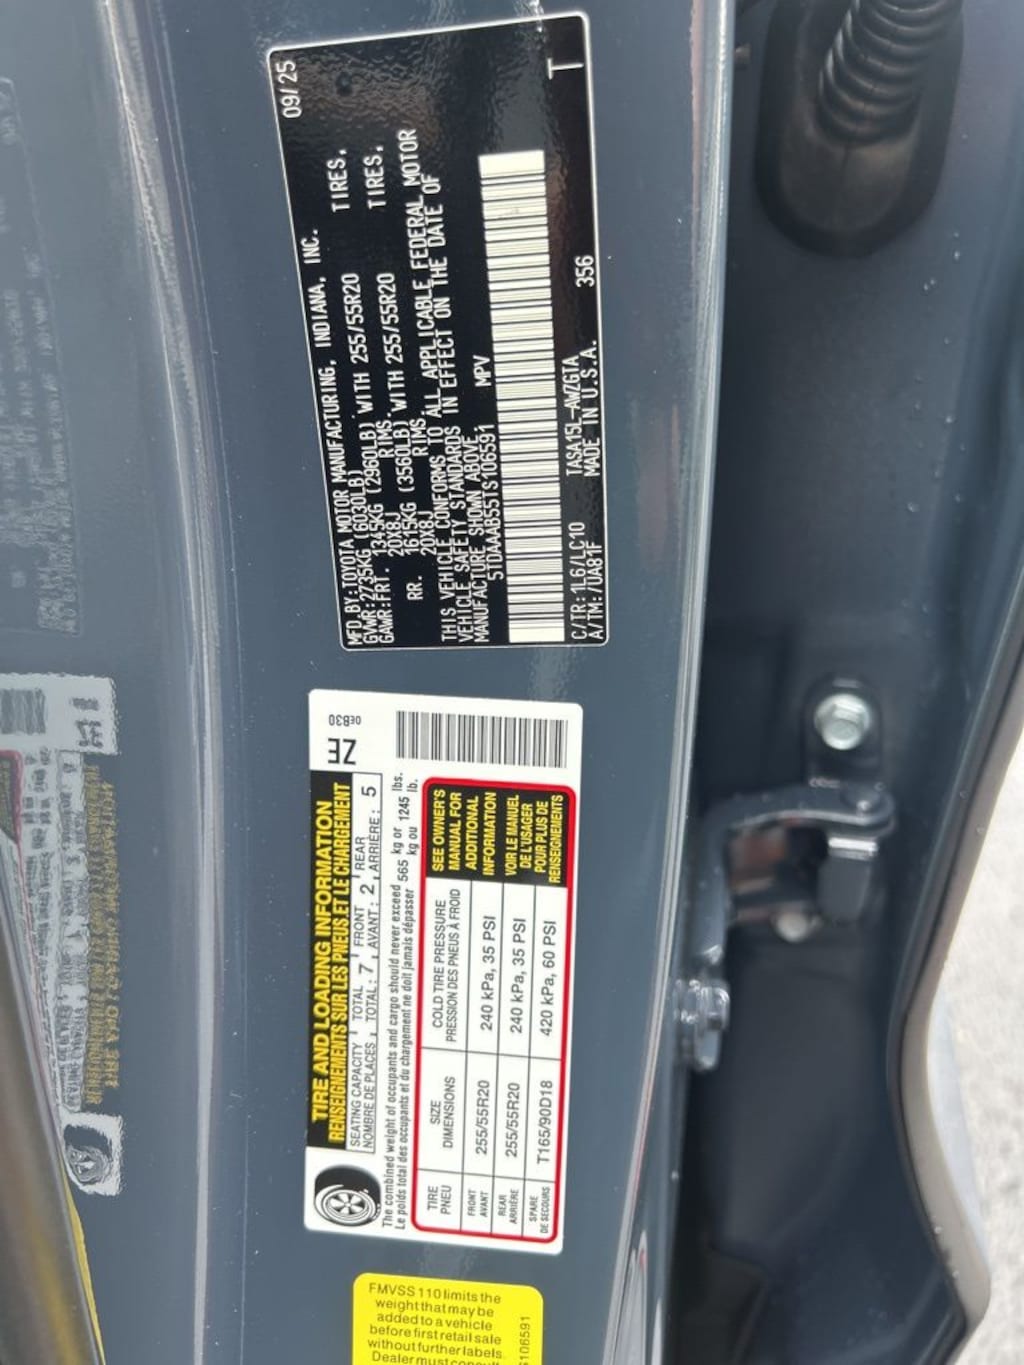 09/25
MFD.BY:TOYOTA MOTOR MANUFACTURING, INDIANA, INC.
GVWR:2735KG (6030LB)
GAWR:FRT. 1345KG (2960LB) WITH 255/55R20 TIRES,
20X8J RIMS,
RR. 1615KG (3560LB) WITH 255/55R20 TIRES,
20X8J RIMS,
THIS VEHICLE CONFORMS TO ALL APPLICABLE FEDERAL MOTOR
VEHICLE SAFETY STANDARDS IN EFFECT ON THE DATE OF
MANUFACTURE SHOWN ABOVE.
5TDAAAB55TS106591 MPV
T
C/TR:1L6/LC10 TASA15L-AWZGTA
A/TM:/UA81F MADE IN U.S.A. 356
TIRE AND LOADING INFORMATION
RENSEIGNEMENTS SUR LES PNEUS ET LE CHARGEMENT
ZE
0EB30
SEATING CAPACITY TOTAL 7 FRONT 2 REAR 5
NOMBRE DE PLACES TOTAL: AVANT: ARRIÈRE:
The combined weight of occupants and cargo should never exceed 565 kg or 1245 lbs.
Le poids total des occupants et du chargement ne doit jamais dépasser kg ou lb.
TIRE SIZE COLD TIRE PRESSURE
PNEU DIMENSIONS PRESSION DES PNEUS À FROID
FRONT
AVANT 255/55R20 240 kPa, 35 PSI
REAR
ARRIÈRE 255/55R20 240 kPa, 35 PSI
SPARE
DE SECOURS T165/90D18 420 kPa, 60 PSI
SEE OWNER'S
MANUAL FOR
ADDITIONAL
INFORMATION
VOIR LE MANUEL
DE L'USAGER
POUR PLUS DE
RENSEIGNEMENTS
FMVSS 110 limits the
weight that may be
added to a vehicle
before first retail sale
without further labels.
Dealer must consult
S106591